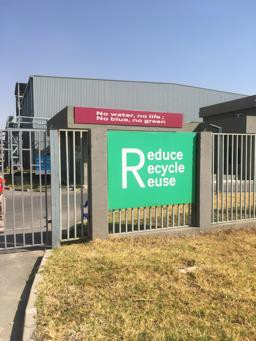 No water, no life ;
No blue, no green
Reduce
Recycle
Reuse